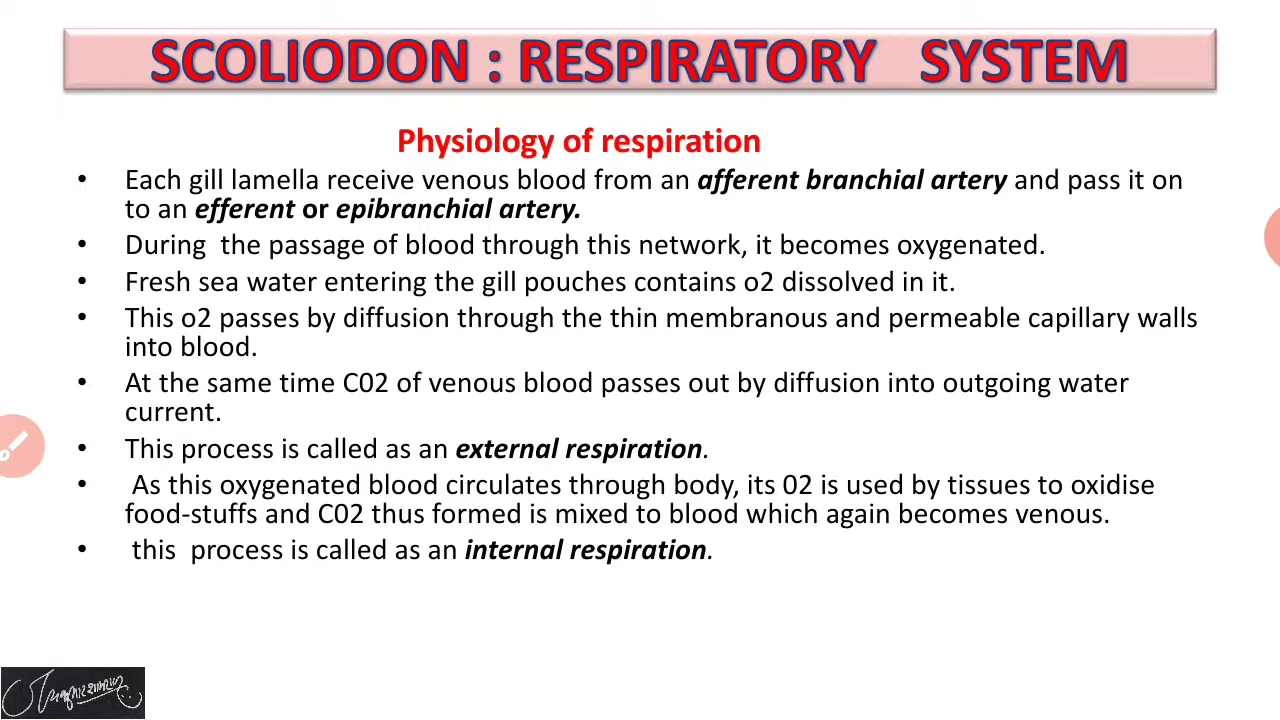 SCOLIODON : RESPIRATORY SYSTEM
Physiology of respiration
• Each gill lamella receive venous blood from an afferent branchial artery and pass it on
to an efferent or epibranchial artery.
• During the passage of blood through this network, it becomes oxygenated.
• Fresh sea water entering the gill pouches contains o2 dissolved in it.
• This o2 passes by diffusion through the thin membranous and permeable capillary walls
into blood.
• At the same time C02 of venous blood passes out by diffusion into outgoing water
current.
• This process is called as an external respiration.
• As this oxygenated blood circulates through body, its 02 is used by tissues to oxidise
food-stuffs and C02 thus formed is mixed to blood which again becomes venous.
• this process is called as an internal respiration.